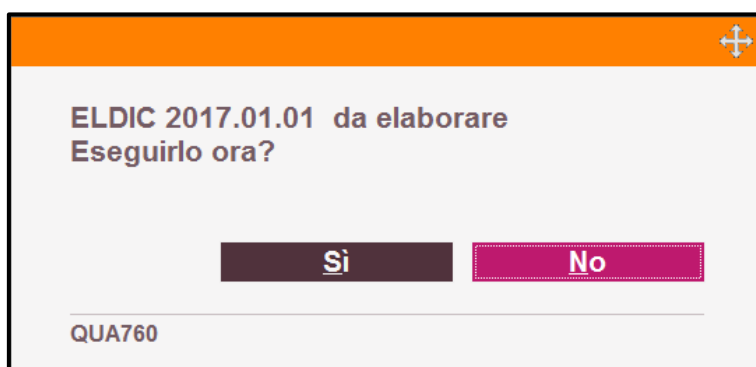 ELDIC 2017.01.01 da elaborare
Eseguirlo ora?
Sì
No
QUA760